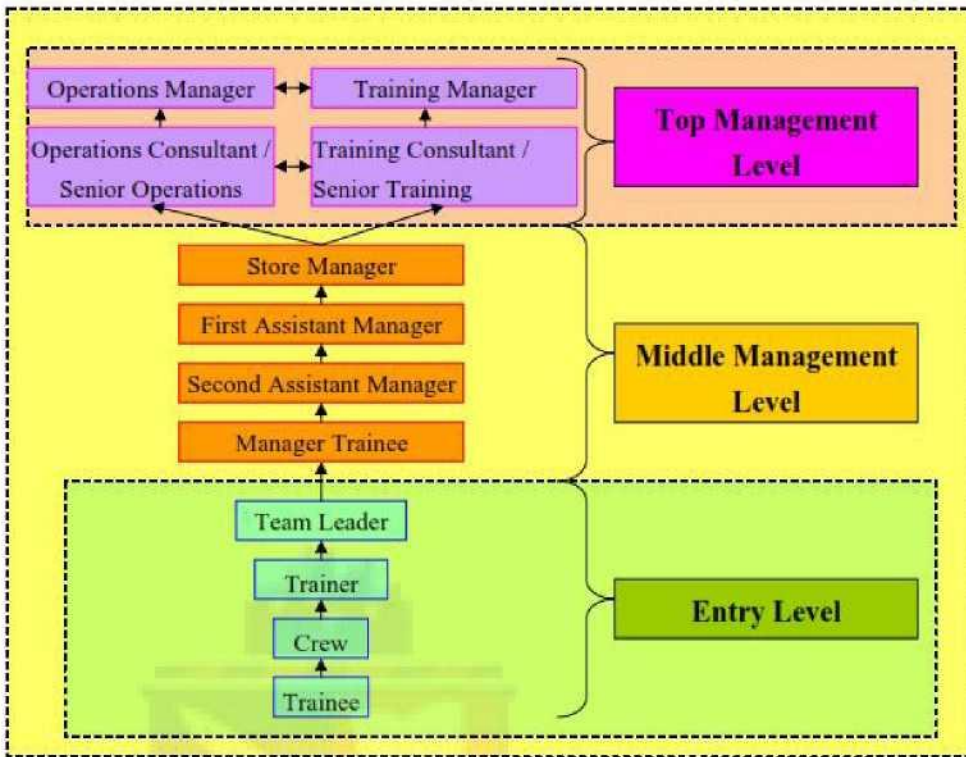 Operations Manager
Training Manager
Top Management
Level
Operations Consultant /
Senior Operations
Training Consultant /
Senior Training
Store Manager
First Assistant Manager
Second Assistant Manager
Manager Trainee
Middle Management
Level
Team Leader
Trainer
Crew
Trainee
Entry Level